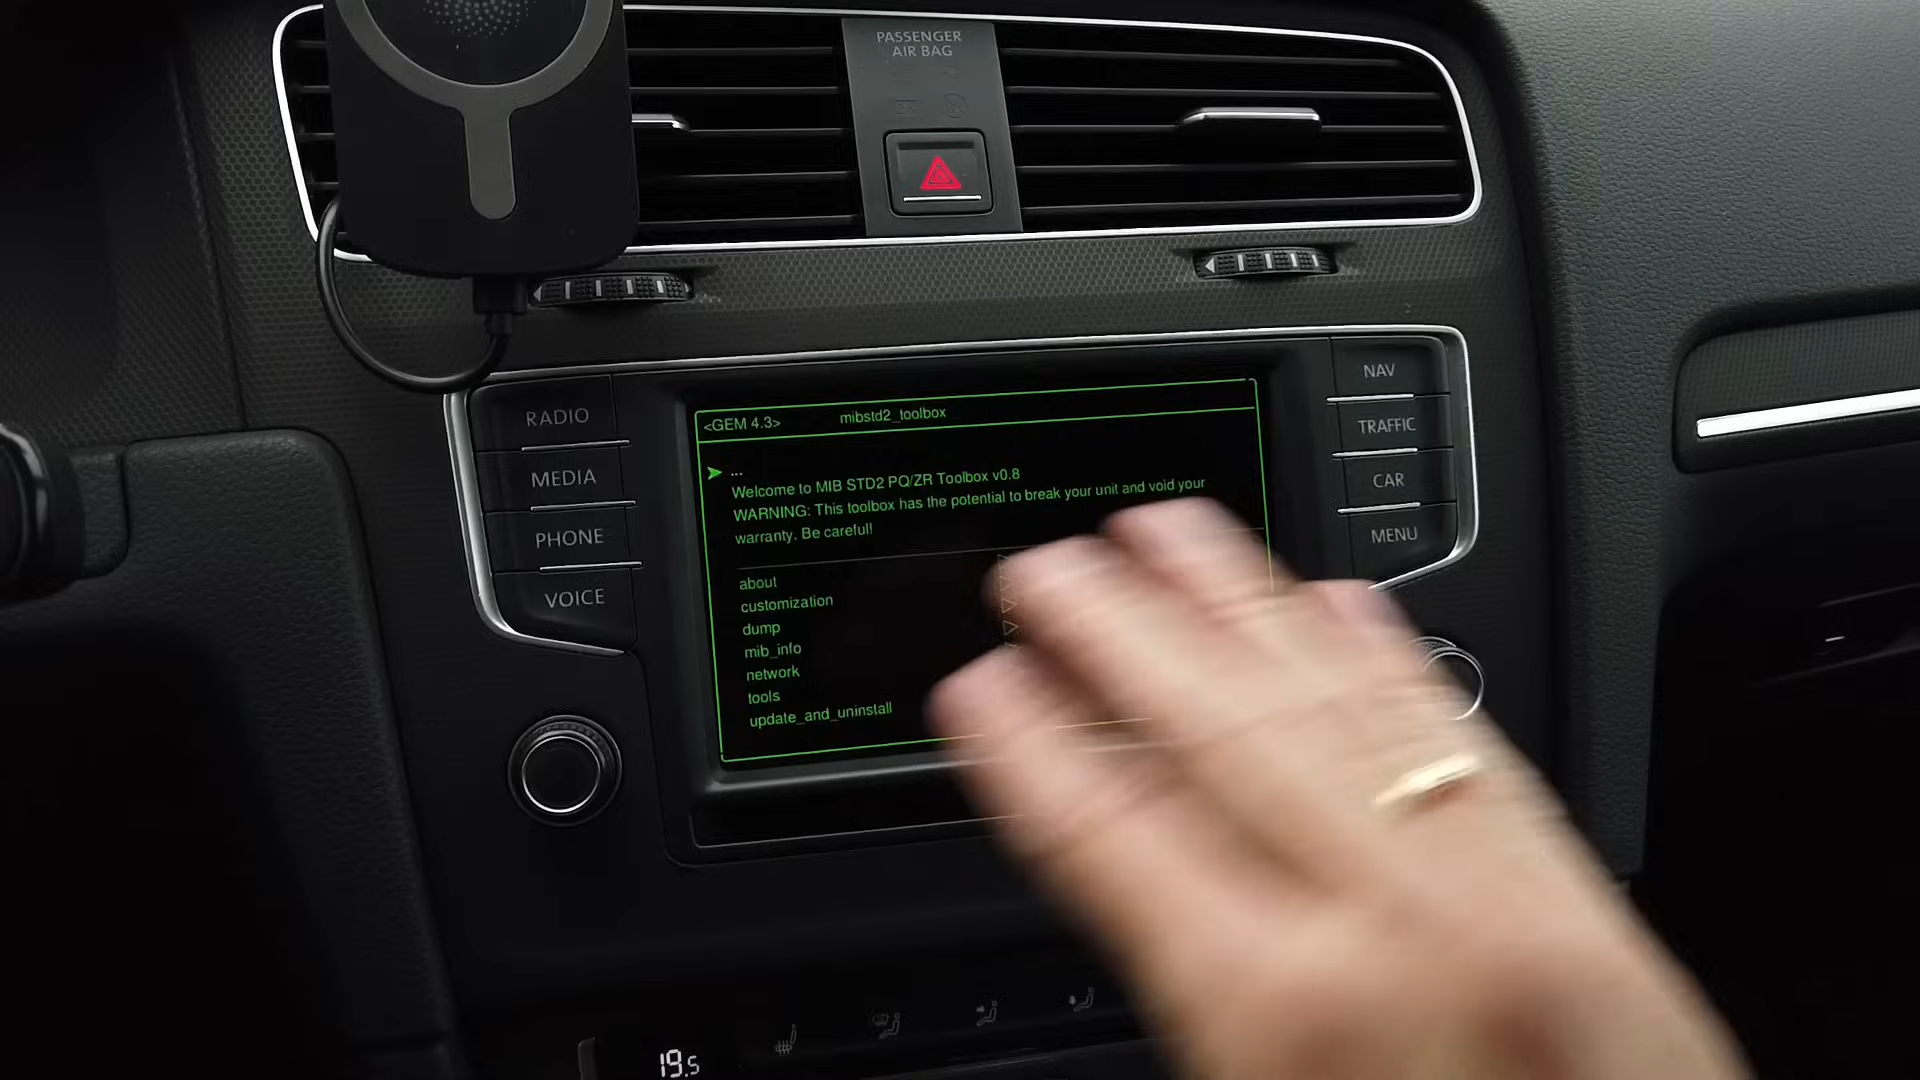 PASSENGER
AIR BAG
RADIO
MEDIA
PHONE
VOICE
NAV
TRAFFIC
CAR
MENU
<GEM 4.3> mibstd2_toolbox
...
Welcome to MIB STD2 PQ/ZR Toolbox v0.8
WARNING: This toolbox has the potential to break your unit and void your
warranty. Be careful!
about
customization
dump
mib_info
network
tools
update_and_uninstall
19.5